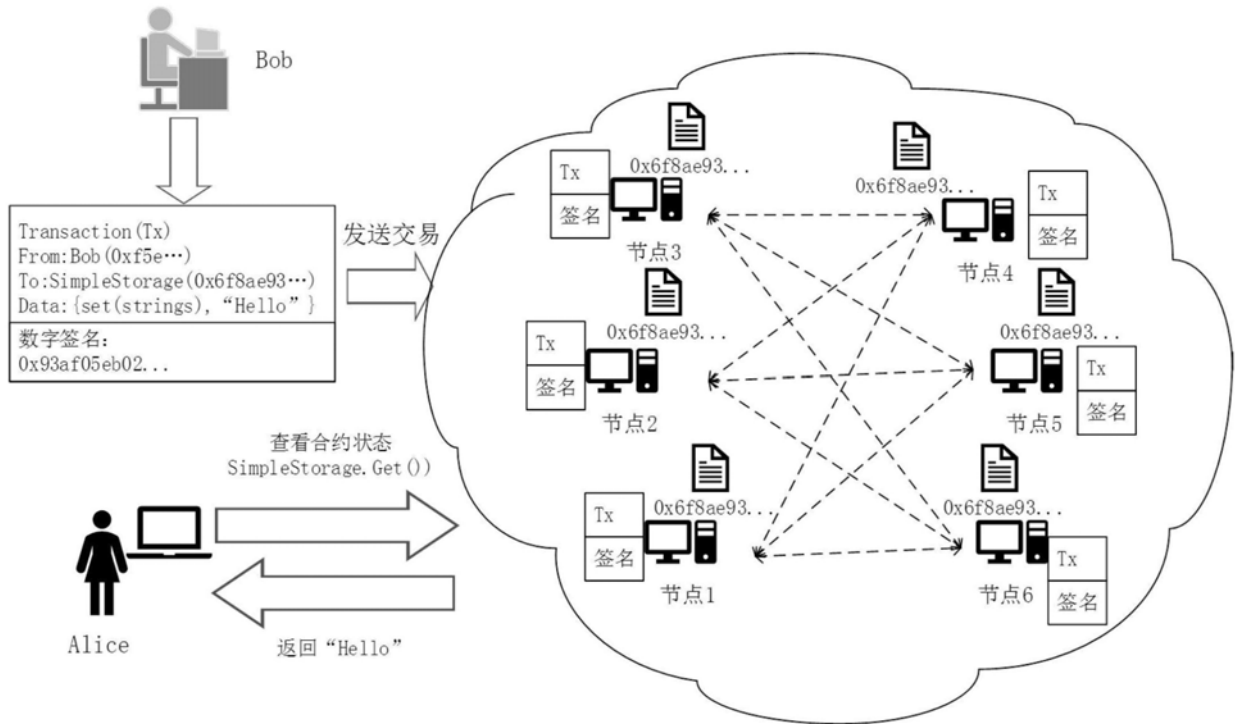 Bob
Transaction(Tx)
From:Bob(0xf5e…)
To:SimpleStorage(0x6f8ae93…)
Data:{set(strings),“Hello”}
数字签名:
0x93af05eb02...
发送交易
查看合约状态
SimpleStorage.Get())
返回“Hello”
Alice
0x6f8ae93...
Tx
签名
节点3
0x6f8ae93...
Tx
签名
节点4
0x6f8ae93...
Tx
签名
节点2
0x6f8ae93...
Tx
签名
节点5
0x6f8ae93...
Tx
签名
节点1
0x6f8ae93...
Tx
签名
节点6